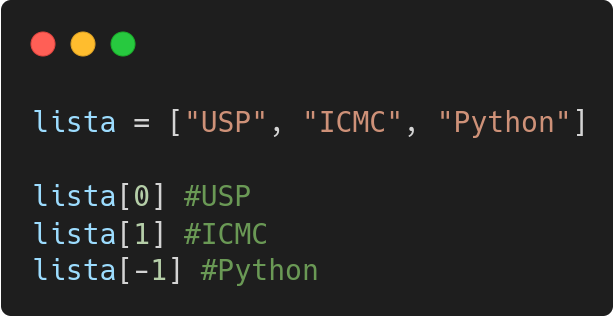 lista = ["USP", "ICMC", "Python"]
lista[0] #USP
lista[1] #ICMC
lista[-1] #Python